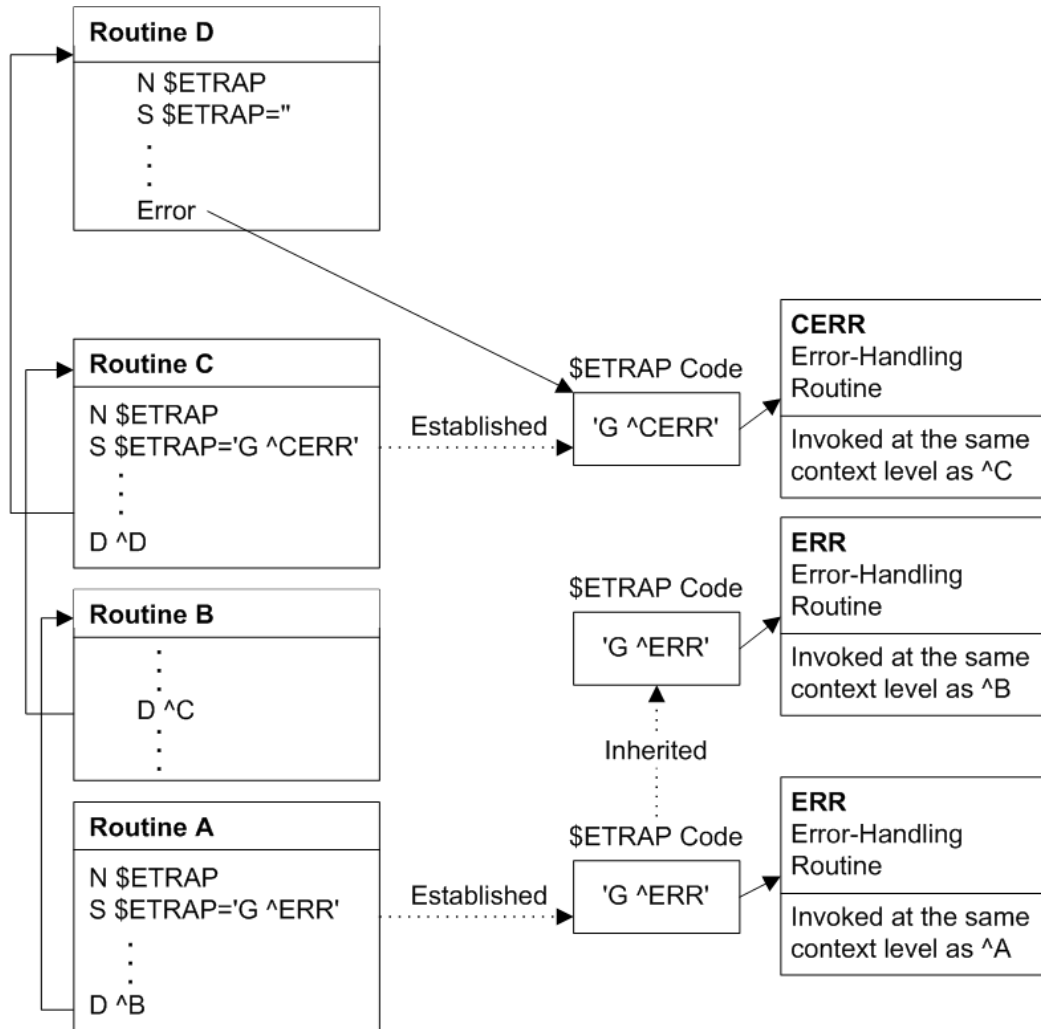 Routine D
N $ETRAP
S $ETRAP=''
.
.
.
Error
Routine C
N $ETRAP
S $ETRAP='G ^CERR'
.
.
.
D ^D
Established
$ETRAP Code
'G ^CERR'
CERR
Error-Handling
Routine
Invoked at the same
context level as ^C
Routine B
.
.
.
D ^C
.
.
.
$ETRAP Code
'G ^ERR'
ERR
Error-Handling
Routine
Invoked at the same
context level as ^B
Inherited
Routine A
N $ETRAP
S $ETRAP='G ^ERR'
.
.
.
D ^B
Established
$ETRAP Code
'G ^ERR'
ERR
Error-Handling
Routine
Invoked at the same
context level as ^A